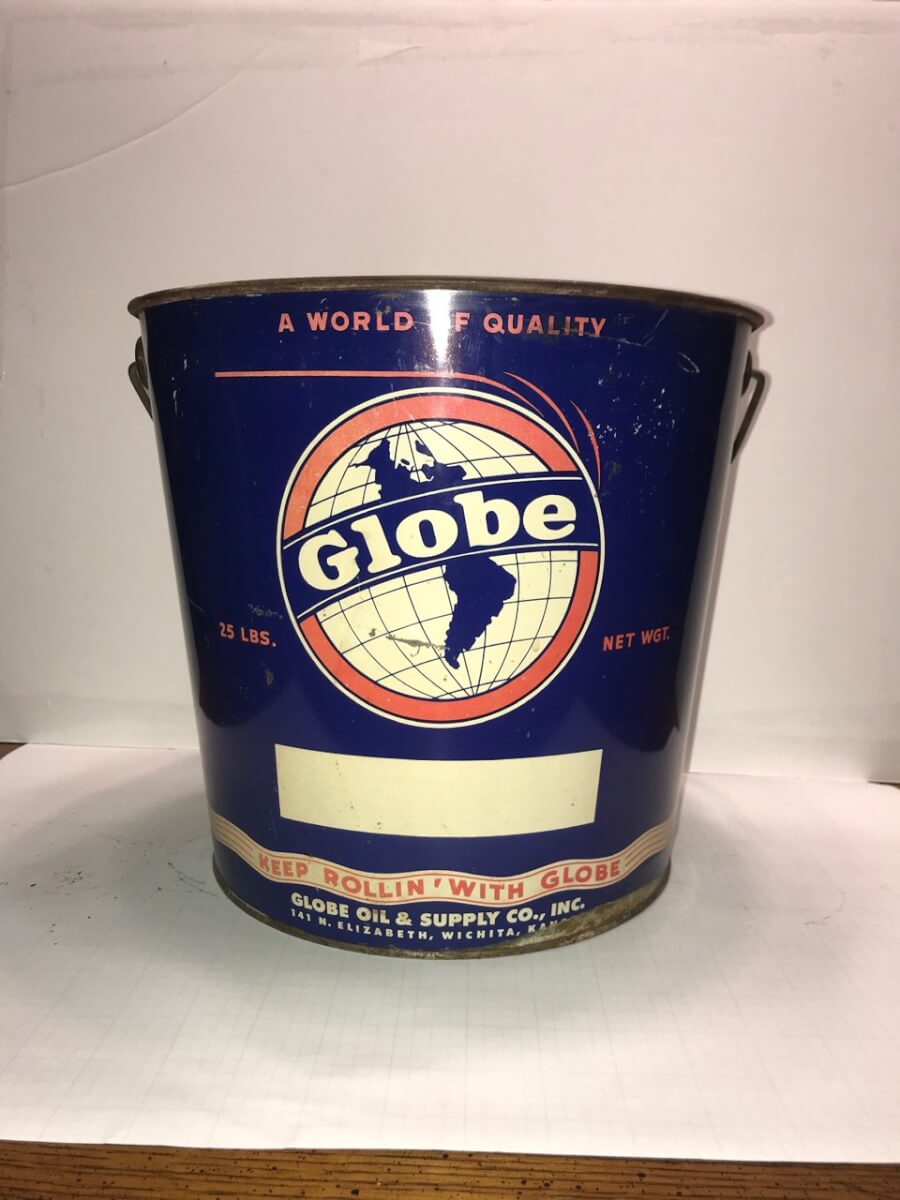 A WORLD OF QUALITY
Globe
25 LBS. NET WGT.
KEEP ROLLIN' WITH GLOBE
GLOBE OIL & SUPPLY CO., INC.
141 N. ELIZABETH, WICHITA,